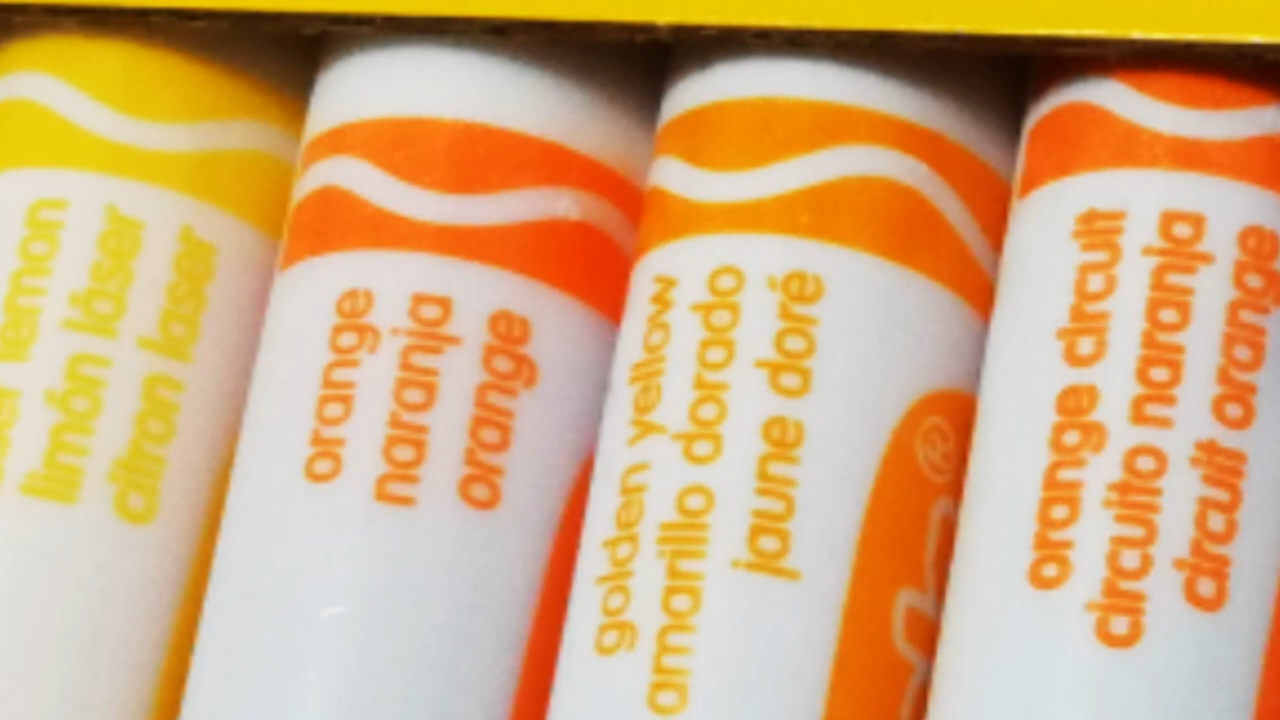 lemon
limón láser
citron laser
orange
naranja
orange
golden yellow
amarillo dorado
jaune doré
®
orange circuit
circuito naranja
circuit orange